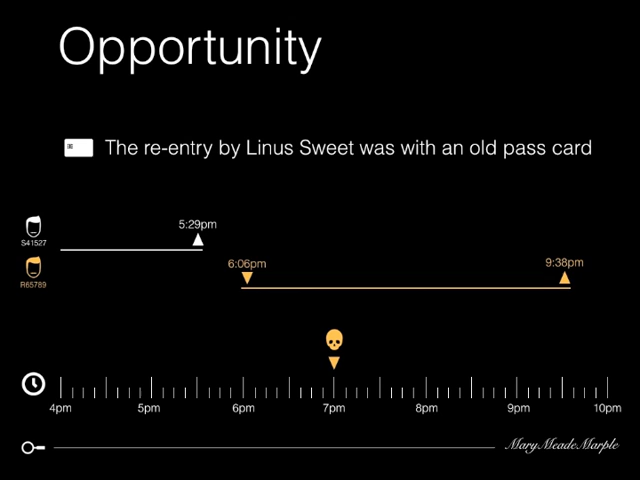 Opportunity
The re-entry by Linus Sweet was with an old pass card
5:29pm
S41527
6:06pm
9:38pm
R65789
4pm 5pm 6pm 7pm 8pm 9pm 10pm
MaryMeadeMarple